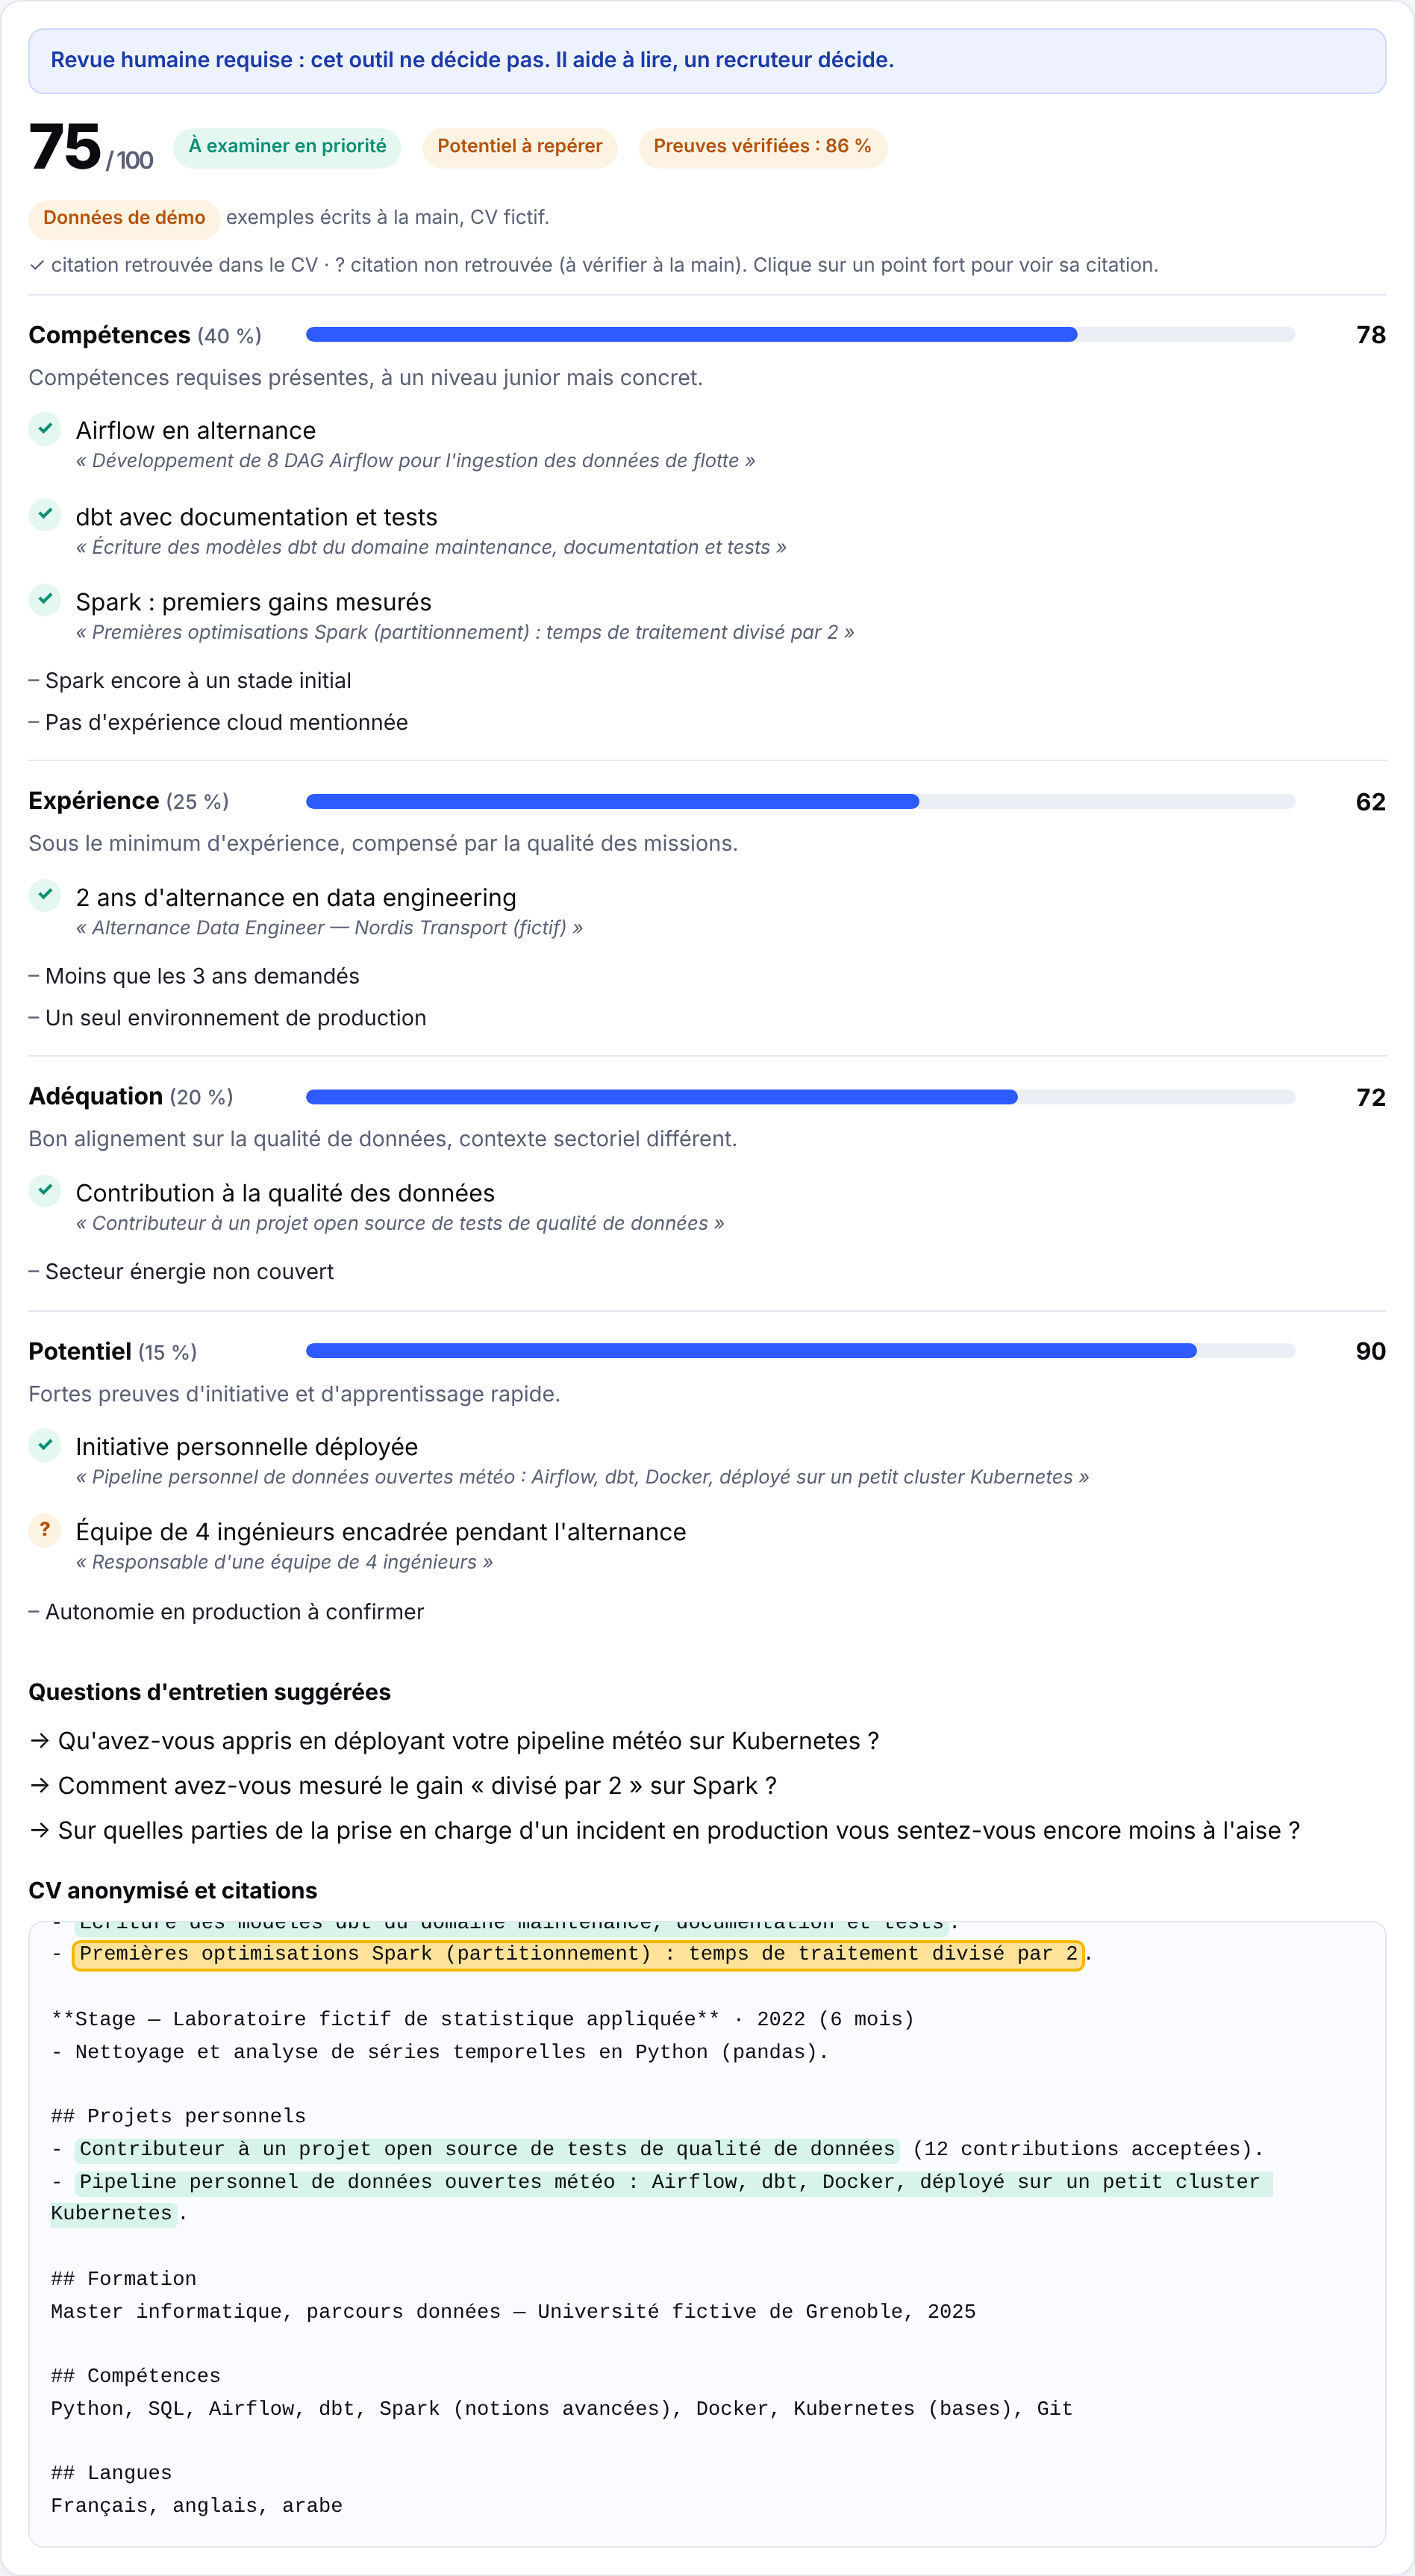 Revue humaine requise : cet outil ne décide pas. Il aide à lire, un recruteur décide.
75 / 100
À examiner en priorité
Potentiel à repérer
Preuves vérifiées : 86 %
Données de démo exemples écrits à la main, CV fictif.
✓ citation retrouvée dans le CV · ? citation non retrouvée (à vérifier à la main). Clique sur un point fort pour voir sa citation.
Compétences (40 %) 78
Compétences requises présentes, à un niveau junior mais concret.
✓ Airflow en alternance
« Développement de 8 DAG Airflow pour l'ingestion des données de flotte »
✓ dbt avec documentation et tests
« Écriture des modèles dbt du domaine maintenance, documentation et tests »
✓ Spark : premiers gains mesurés
« Premières optimisations Spark (partitionnement) : temps de traitement divisé par 2 »
– Spark encore à un stade initial
– Pas d'expérience cloud mentionnée
Expérience (25 %) 62
Sous le minimum d'expérience, compensé par la qualité des missions.
✓ 2 ans d'alternance en data engineering
« Alternance Data Engineer — Nordis Transport (fictif) »
– Moins que les 3 ans demandés
– Un seul environnement de production
Adéquation (20 %) 72
Bon alignement sur la qualité de données, contexte sectoriel différent.
✓ Contribution à la qualité des données
« Contributeur à un projet open source de tests de qualité de données »
– Secteur énergie non couvert
Potentiel (15 %) 90
Fortes preuves d'initiative et d'apprentissage rapide.
✓ Initiative personnelle déployée
« Pipeline personnel de données ouvertes météo : Airflow, dbt, Docker, déployé sur un petit cluster Kubernetes »
? Équipe de 4 ingénieurs encadrée pendant l'alternance
« Responsable d'une équipe de 4 ingénieurs »
– Autonomie en production à confirmer
Questions d'entretien suggérées
→ Qu'avez-vous appris en déployant votre pipeline météo sur Kubernetes ?
→ Comment avez-vous mesuré le gain « divisé par 2 » sur Spark ?
→ Sur quelles parties de la prise en charge d'un incident en production vous sentez-vous encore moins à l'aise ?
CV anonymisé et citations
- Écriture des modèles dbt du domaine maintenance, documentation et tests.
- Premières optimisations Spark (partitionnement) : temps de traitement divisé par 2.
**Stage — Laboratoire fictif de statistique appliquée** · 2022 (6 mois)
- Nettoyage et analyse de séries temporelles en Python (pandas).
## Projets personnels
- Contributeur à un projet open source de tests de qualité de données (12 contributions acceptées).
- Pipeline personnel de données ouvertes météo : Airflow, dbt, Docker, déployé sur un petit cluster
Kubernetes.
## Formation
Master informatique, parcours données — Université fictive de Grenoble, 2025
## Compétences
Python, SQL, Airflow, dbt, Spark (notions avancées), Docker, Kubernetes (bases), Git
## Langues
Français, anglais, arabe